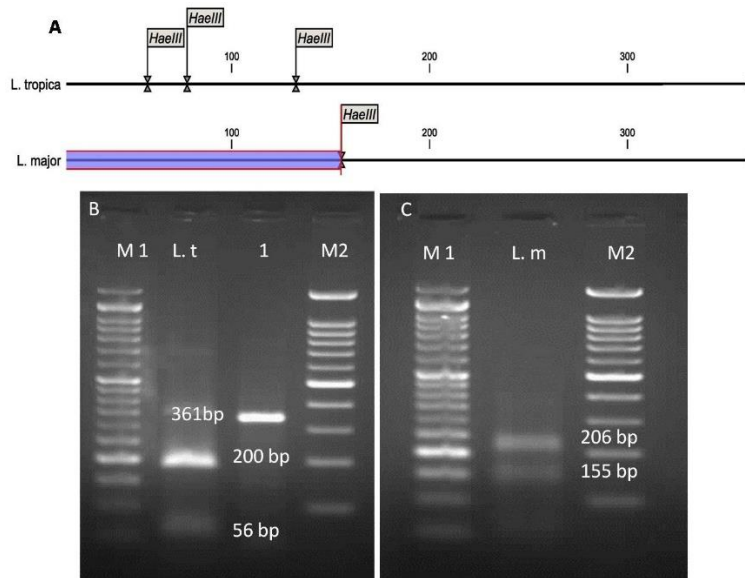 A
HaeIII
HaeIII
HaeIII
100
200
300
L. tropica
HaeIII
100
200
300
L. major
B
M 1
L. t
1
M2
361bp
200 bp
56 bp
C
M 1
L. m
M2
206 bp
155 bp